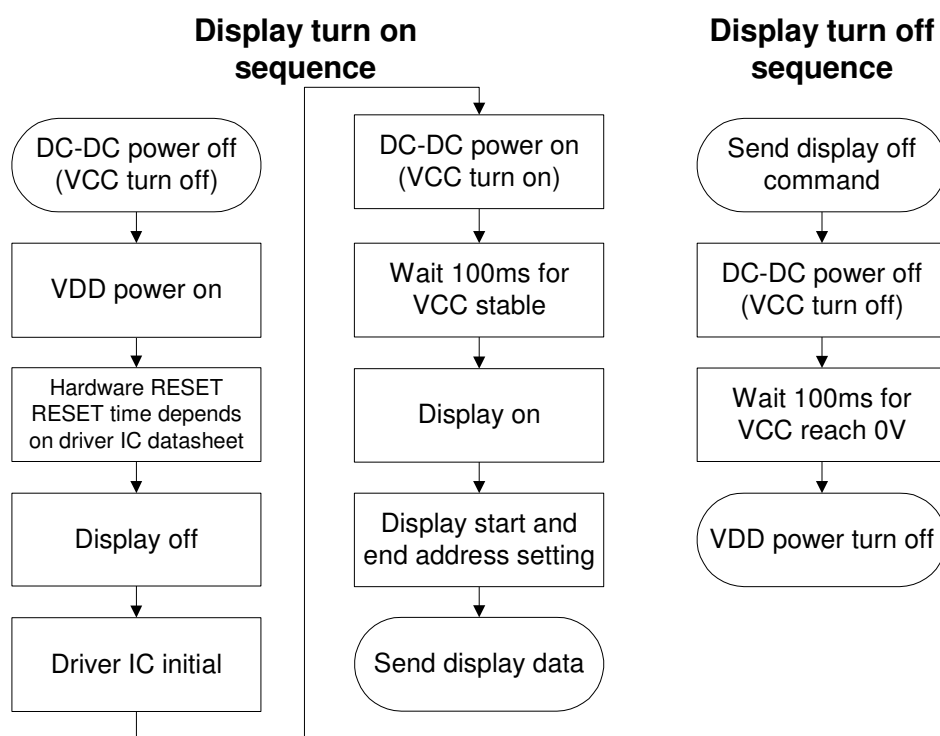 Display turn on
sequence
DC-DC power off
(VCC turn off)
VDD power on
Hardware RESET
RESET time depends
on driver IC datasheet
Display off
Driver IC initial
DC-DC power on
(VCC turn on)
Wait 100ms for
VCC stable
Display on
Display start and
end address setting
Send display data
Display turn off
sequence
Send display off
command
DC-DC power off
(VCC turn off)
Wait 100ms for
VCC reach 0V
VDD power turn off